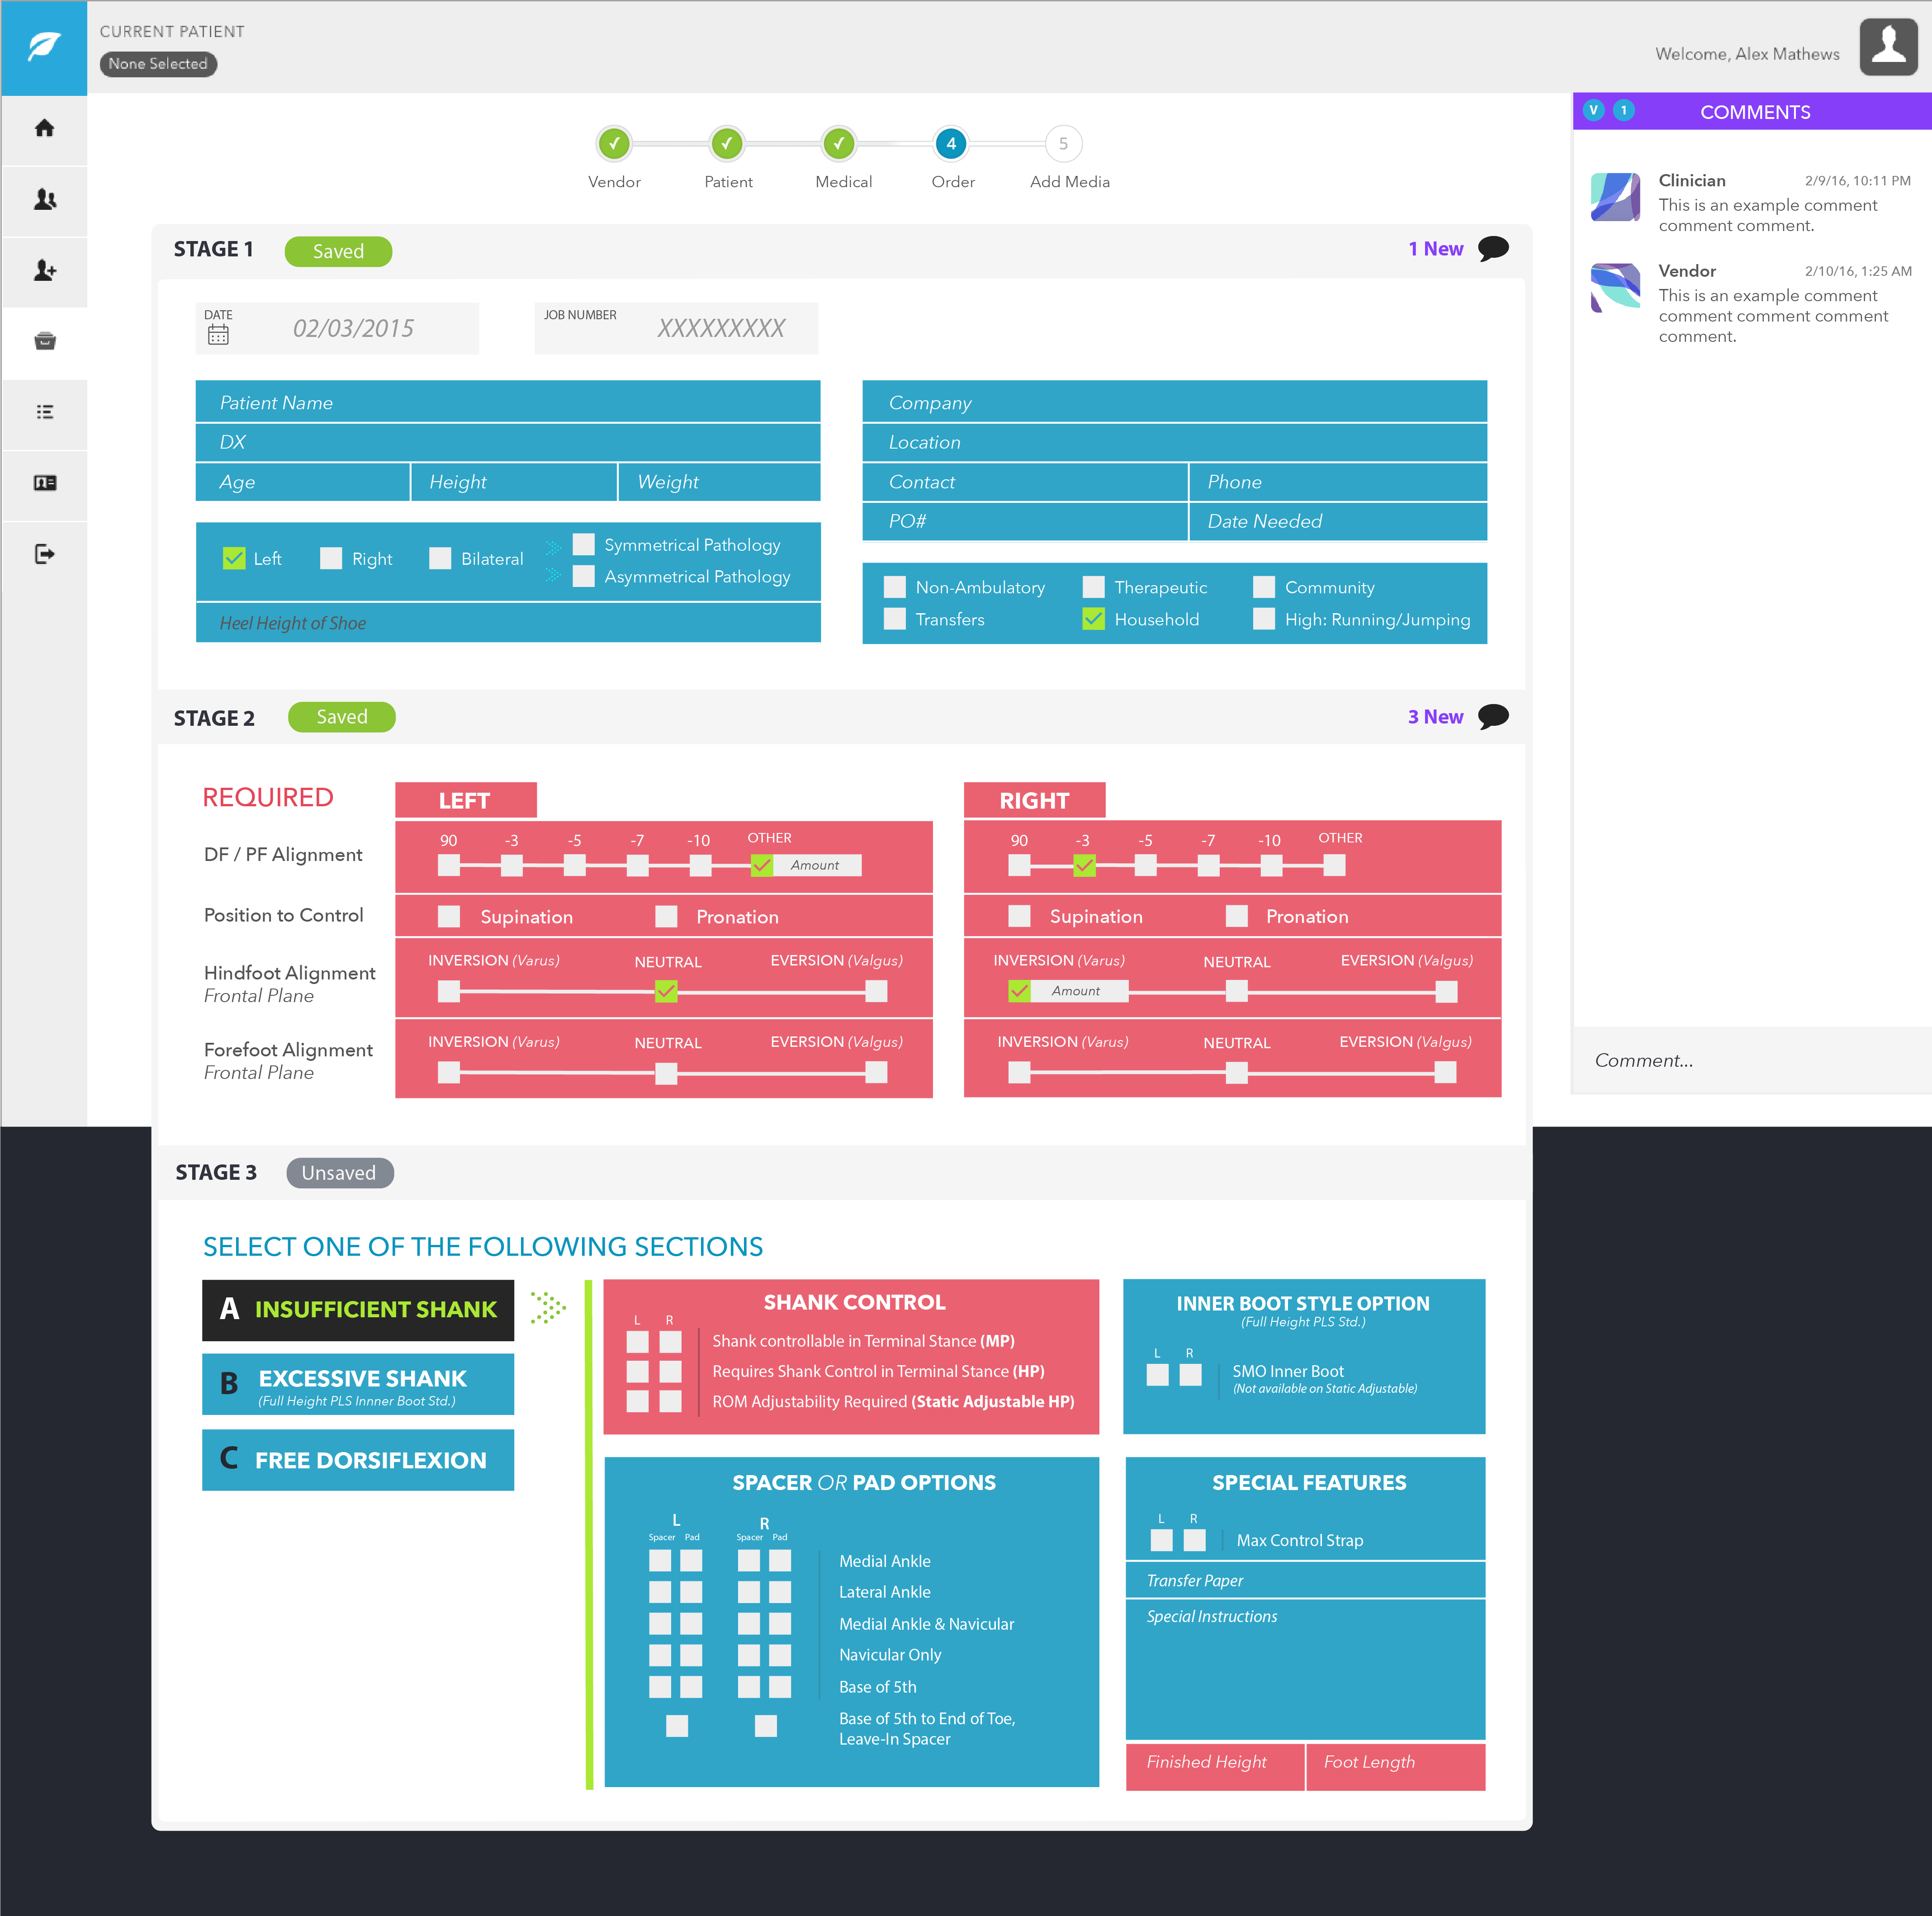 CURRENT PATIENT
None Selected
Welcome, Alex Mathews
✓ ✓ ✓ 4 5
Vendor Patient Medical Order Add Media
V 1 COMMENTS
Clinician 2/9/16, 10:11 PM
This is an example comment
comment comment.
Vendor 2/10/16, 1:25 AM
This is an example comment
comment comment comment
comment.
Comment...
STAGE 1 Saved 1 New
DATE 02/03/2015 JOB NUMBER XXXXXXXXX
Patient Name
DX
Age Height Weight
Left Right Bilateral
Symmetrical Pathology
Asymmetrical Pathology
Heel Height of Shoe
Company
Location
Contact Phone
PO# Date Needed
Non-Ambulatory Therapeutic Community
Transfers Household High: Running/Jumping
STAGE 2 Saved 3 New
REQUIRED LEFT RIGHT
DF / PF Alignment
90 -3 -5 -7 -10 OTHER
Amount
90 -3 -5 -7 -10 OTHER
Position to Control Supination Pronation Supination Pronation
Hindfoot Alignment
Frontal Plane
INVERSION (Varus) NEUTRAL EVERSION (Valgus)
INVERSION (Varus) NEUTRAL EVERSION (Valgus)
Amount
Forefoot Alignment
Frontal Plane
INVERSION (Varus) NEUTRAL EVERSION (Valgus)
INVERSION (Varus) NEUTRAL EVERSION (Valgus)
STAGE 3 Unsaved
SELECT ONE OF THE FOLLOWING SECTIONS
A INSUFFICIENT SHANK
B EXCESSIVE SHANK
(Full Height PLS Innner Boot Std.)
C FREE DORSIFLEXION
SHANK CONTROL
L R
Shank controllable in Terminal Stance (MP)
Requires Shank Control in Terminal Stance (HP)
ROM Adjustability Required (Static Adjustable HP)
INNER BOOT STYLE OPTION
(Full Height PLS Std.)
L R
SMO Inner Boot
(Not available on Static Adjustable)
SPACER OR PAD OPTIONS
L R
Spacer Pad Spacer Pad
Medial Ankle
Lateral Ankle
Medial Ankle & Navicular
Navicular Only
Base of 5th
Base of 5th to End of Toe,
Leave-In Spacer
SPECIAL FEATURES
L R
Max Control Strap
Transfer Paper
Special Instructions
Finished Height Foot Length